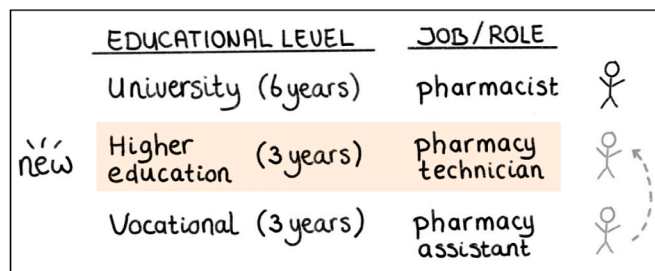 EDUCATIONAL LEVEL JOB/ROLE
University (6 years) pharmacist
new Higher education (3 years) pharmacy technician
Vocational (3 years) pharmacy assistant